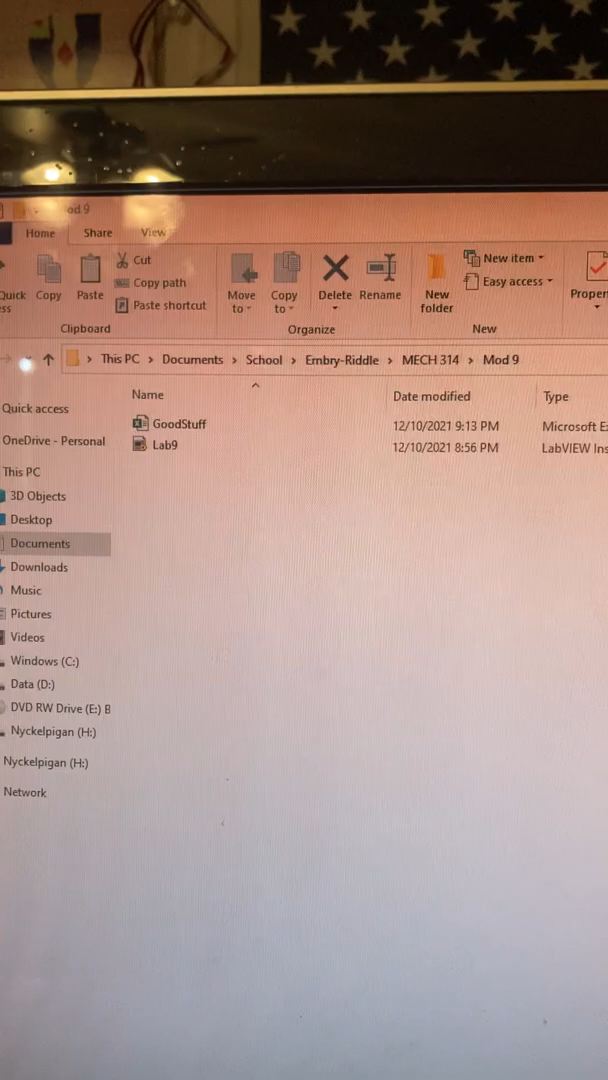 od 9
Home Share View
Cut
Copy path
Paste shortcut
Quick
ess
Copy
Paste
Move
to
Copy
to
Delete
Rename
New
folder
New item
Easy access
Proper
Clipboard
Organize
New
This PC > Documents > School > Embry-Riddle > MECH 314 > Mod 9
Name Date modified Type
GoodStuff 12/10/2021 9:13 PM Microsoft Ex
Lab9 12/10/2021 8:56 PM LabVIEW Ins
Quick access
OneDrive - Personal
This PC
3D Objects
Desktop
Documents
Downloads
Music
Pictures
Videos
Windows (C:)
Data (D:)
DVD RW Drive (E:) B
Nyckelpigan (H:)
Nyckelpigan (H:)
Network